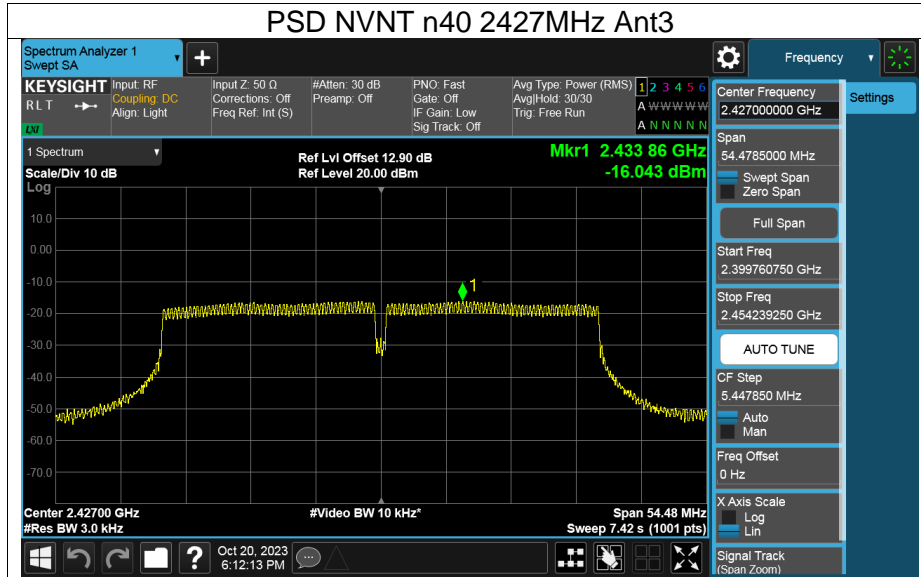 PSD NVNT n40 2427MHz Ant3
Spectrum Analyzer 1
Swept SA
+
Frequency
KEYSIGHT
R L T
LXI
Input: RF
Coupling: DC
Align: Light
Input Z: 50 Ω
Corrections: Off
Freq Ref: Int (S)
#Atten: 30 dB
Preamp: Off
PNO: Fast
Gate: Off
IF Gain: Low
Sig Track: Off
Avg Type: Power (RMS)
Avg|Hold: 30/30
Trig: Free Run
1 2 3 4 5 6
A W W W W W
A N N N N N
Center Frequency
2.427000000 GHz
Settings
Span
54.4785000 MHz
Swept Span
Zero Span
Full Span
Start Freq
2.399760750 GHz
Stop Freq
2.454239250 GHz
AUTO TUNE
CF Step
5.447850 MHz
Auto
Man
Freq Offset
0 Hz
X Axis Scale
Log
Lin
Signal Track
(Span Zoom)
1 Spectrum
Scale/Div 10 dB
Log
Ref Lvl Offset 12.90 dB
Ref Level 20.00 dBm
Mkr1 2.433 86 GHz
-16.043 dBm
10.0
0.00
-10.0
-20.0
-30.0
-40.0
-50.0
-60.0
-70.0
1
Center 2.42700 GHz
#Res BW 3.0 kHz
#Video BW 10 kHz*
Span 54.48 MHz
Sweep 7.42 s (1001 pts)
?
Oct 20, 2023
6:12:13 PM